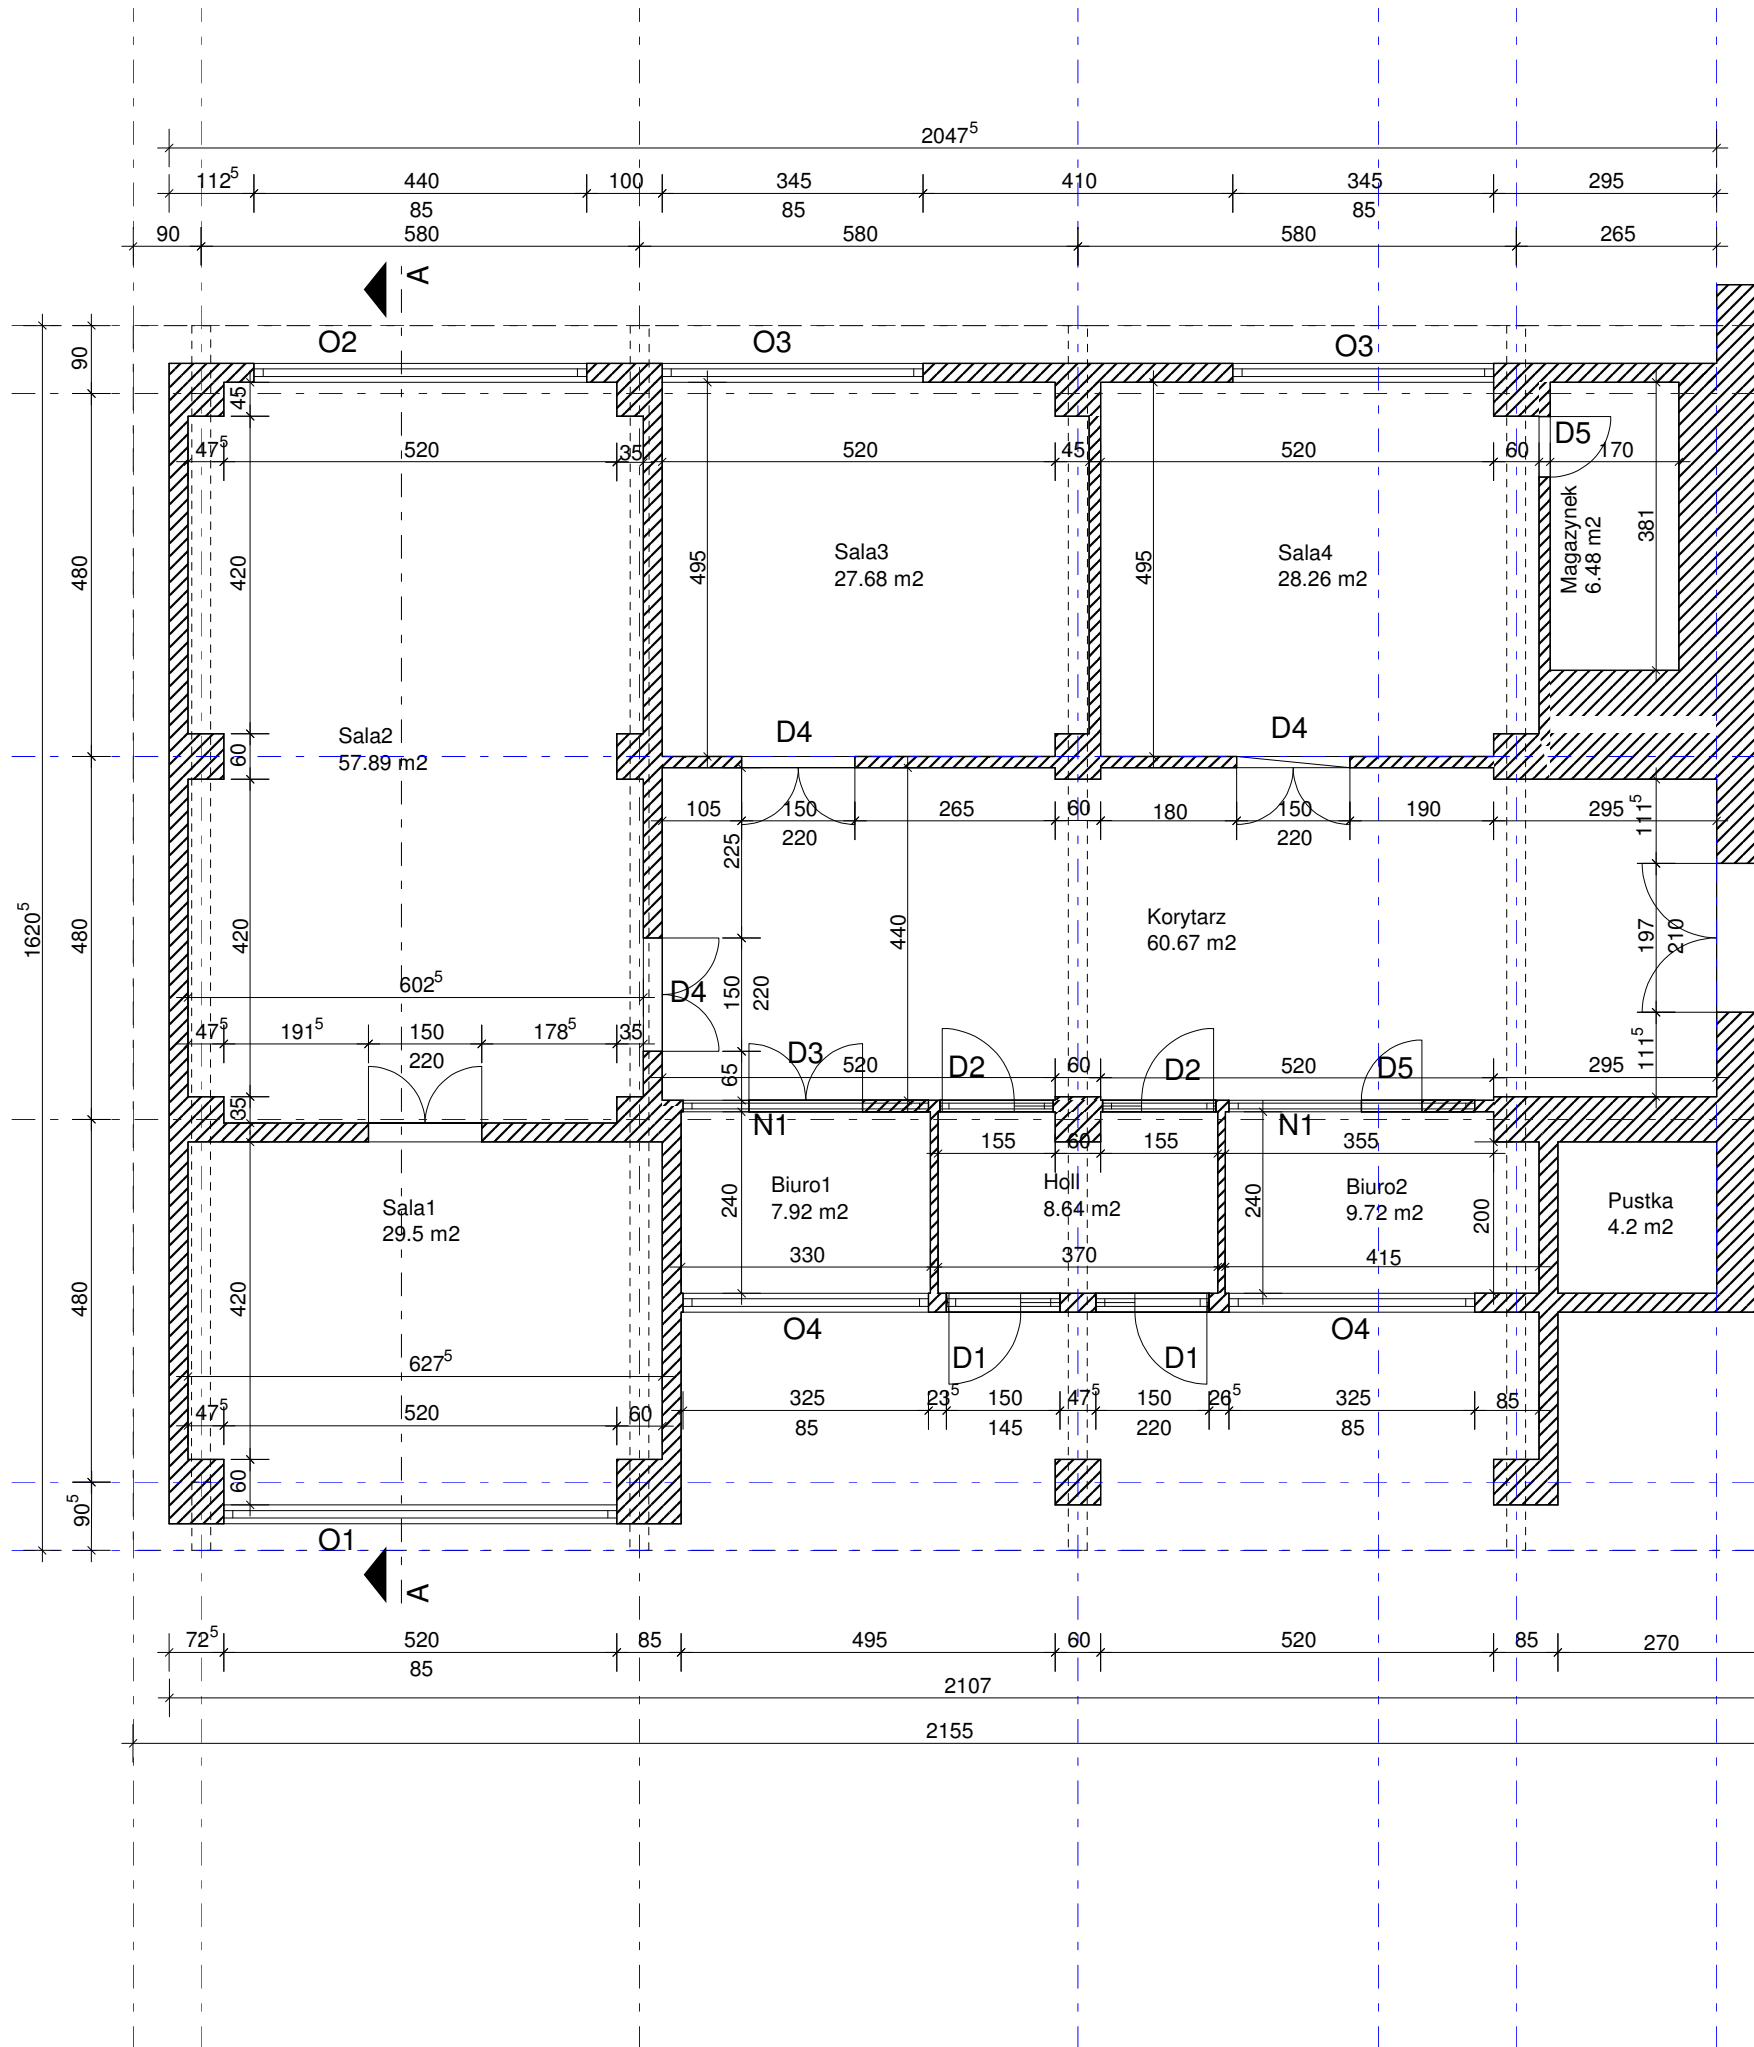 2047⁵
112⁵ 440 100 345 410 345 295
85 85 85
90 580 580 580 265
A
O2 O3 O3
90
45
D5
47⁵ 520 35 520 45 520 60 170
Magazynek
6.48 m2
381
480 420 495 495
Sala3
27.68 m2
Sala4
28.26 m2
D4 D4
Sala2
57.89 m2
60
105 150 265 60 180 150 190 295
220 220
111⁵
225
1620⁵
480 420 440
Korytarz
60.67 m2
197
210
602⁵
D4 150 220
47⁵ 191⁵ 150 178⁵ 35
220
111⁵
D3 D2 D2 D5
520 60 520 295
65
35
N1 N1
155 60 155 355
Biuro1
7.92 m2
Holl
8.64 m2
Biuro2
9.72 m2
Pustka
4.2 m2
Sala1
29.5 m2
240 240 200
330 370 415
480 420
O4 O4
D1 D1
627⁵
47⁵ 520 60
325 23⁵ 150 47⁵ 150 26⁵ 325 85
85 145 220 85
60
90⁵
O1
A
72⁵ 520 85 495 60 520 85 270
85
2107
2155